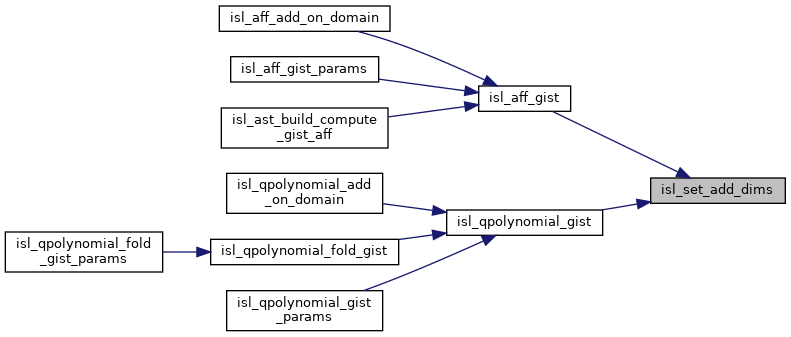 isl_aff_add_on_domain
isl_aff_gist_params
isl_aff_gist
isl_ast_build_compute
_gist_aff
isl_set_add_dims
isl_qpolynomial_add
_on_domain
isl_qpolynomial_gist
isl_qpolynomial_fold
_gist_params
isl_qpolynomial_fold_gist
isl_qpolynomial_gist
_params